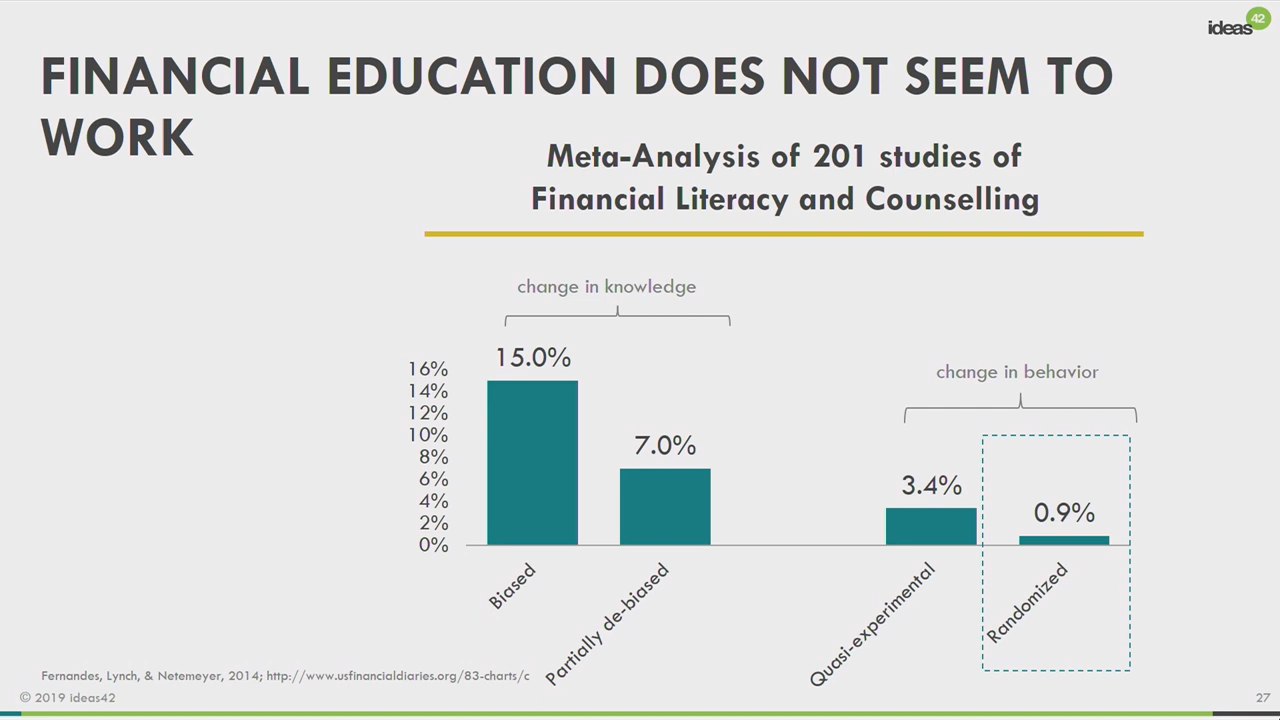 ideas42
FINANCIAL EDUCATION DOES NOT SEEM TO
WORK
Meta-Analysis of 201 studies of
Financial Literacy and Counselling
change in knowledge
change in behavior
16%
14%
12%
10%
8%
6%
4%
2%
0%
15.0%
7.0%
3.4%
0.9%
Biased
Partially de-biased
Quasi-experimental
Randomized
Fernandes, Lynch, & Netemeyer, 2014; http://www.usfinancialdiaries.org/83-charts/c
© 2019 ideas42
27